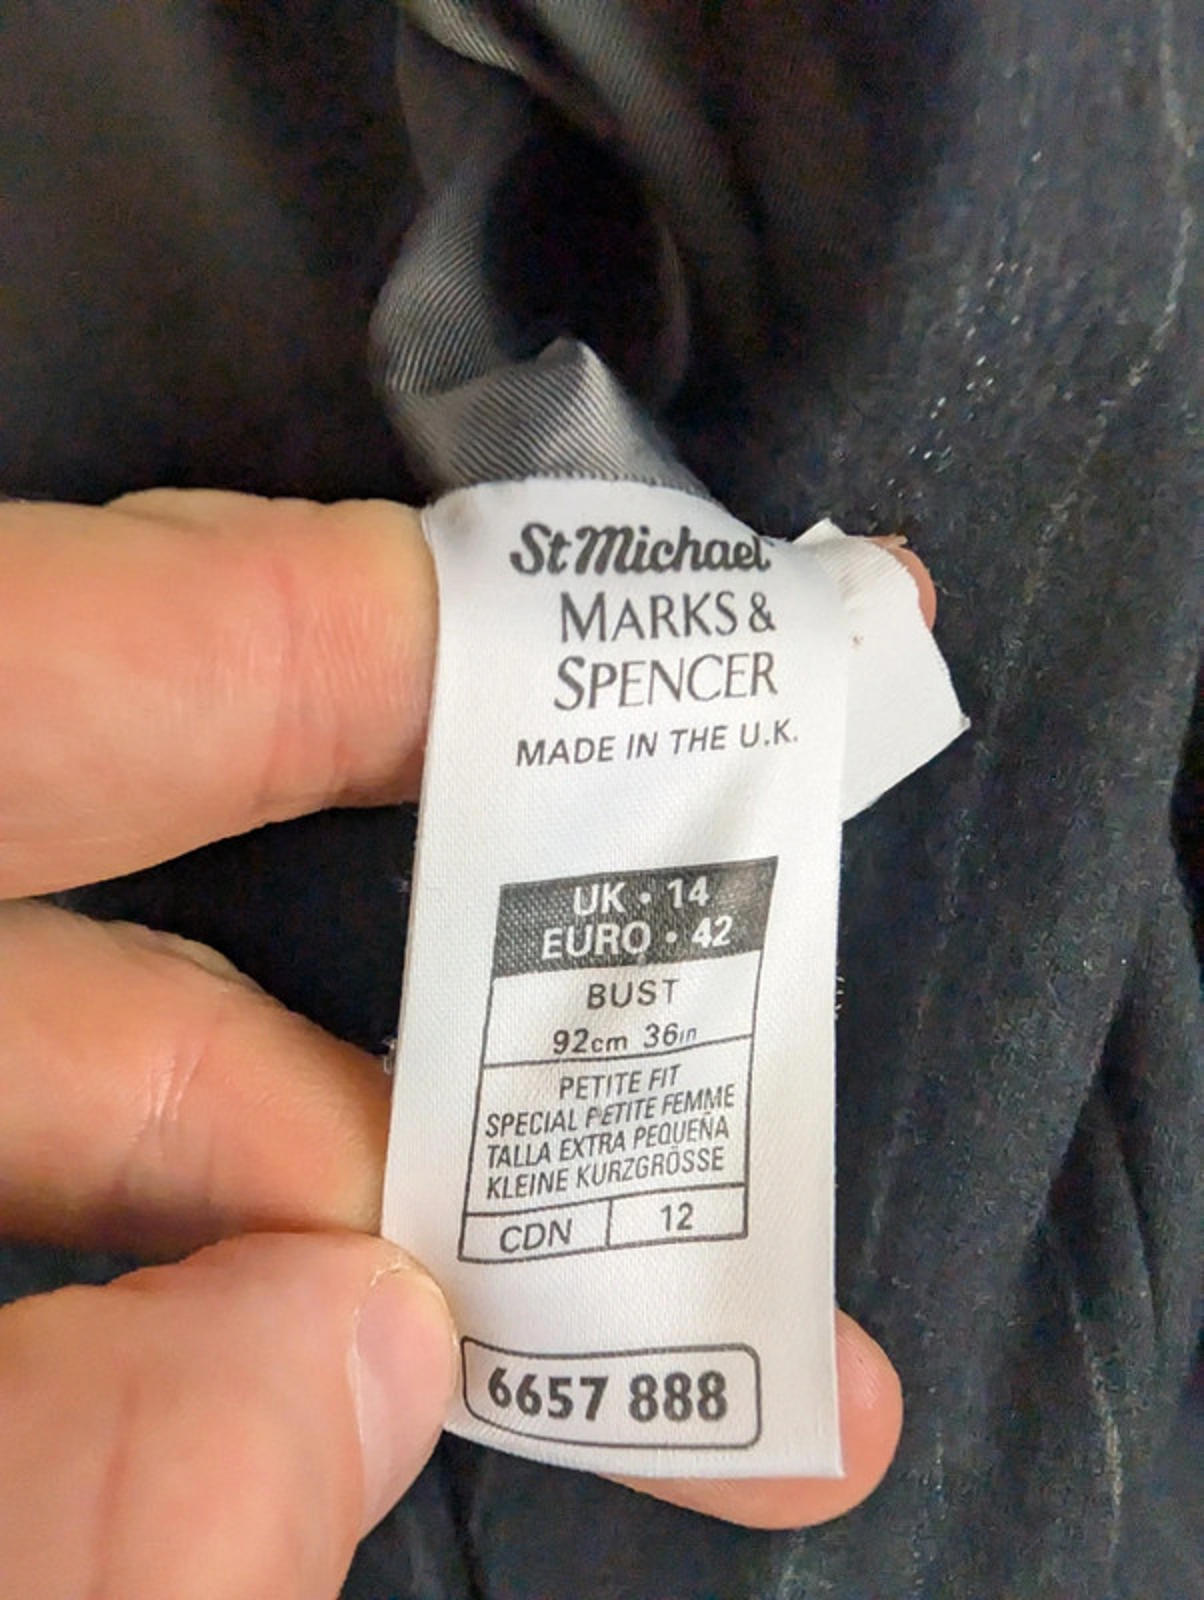 St Michael
MARKS &
SPENCER
MADE IN THE U.K.
UK • 14
EURO • 42
BUST
92cm 36in
PETITE FIT
SPECIAL PETITE FEMME
TALLA EXTRA PEQUEÑA
KLEINE KURZGRÖSSE
CDN 12
6657 888